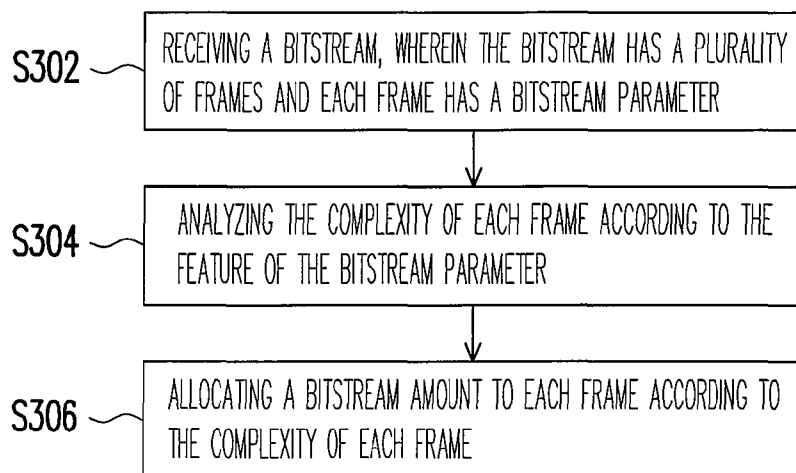 S302
RECEIVING A BITSTREAM, WHEREIN THE BITSTREAM HAS A PLURALITY
OF FRAMES AND EACH FRAME HAS A BITSTREAM PARAMETER
S304
ANALYZING THE COMPLEXITY OF EACH FRAME ACCORDING TO THE
FEATURE OF THE BITSTREAM PARAMETER
S306
ALLOCATING A BITSTREAM AMOUNT TO EACH FRAME ACCORDING TO
THE COMPLEXITY OF EACH FRAME